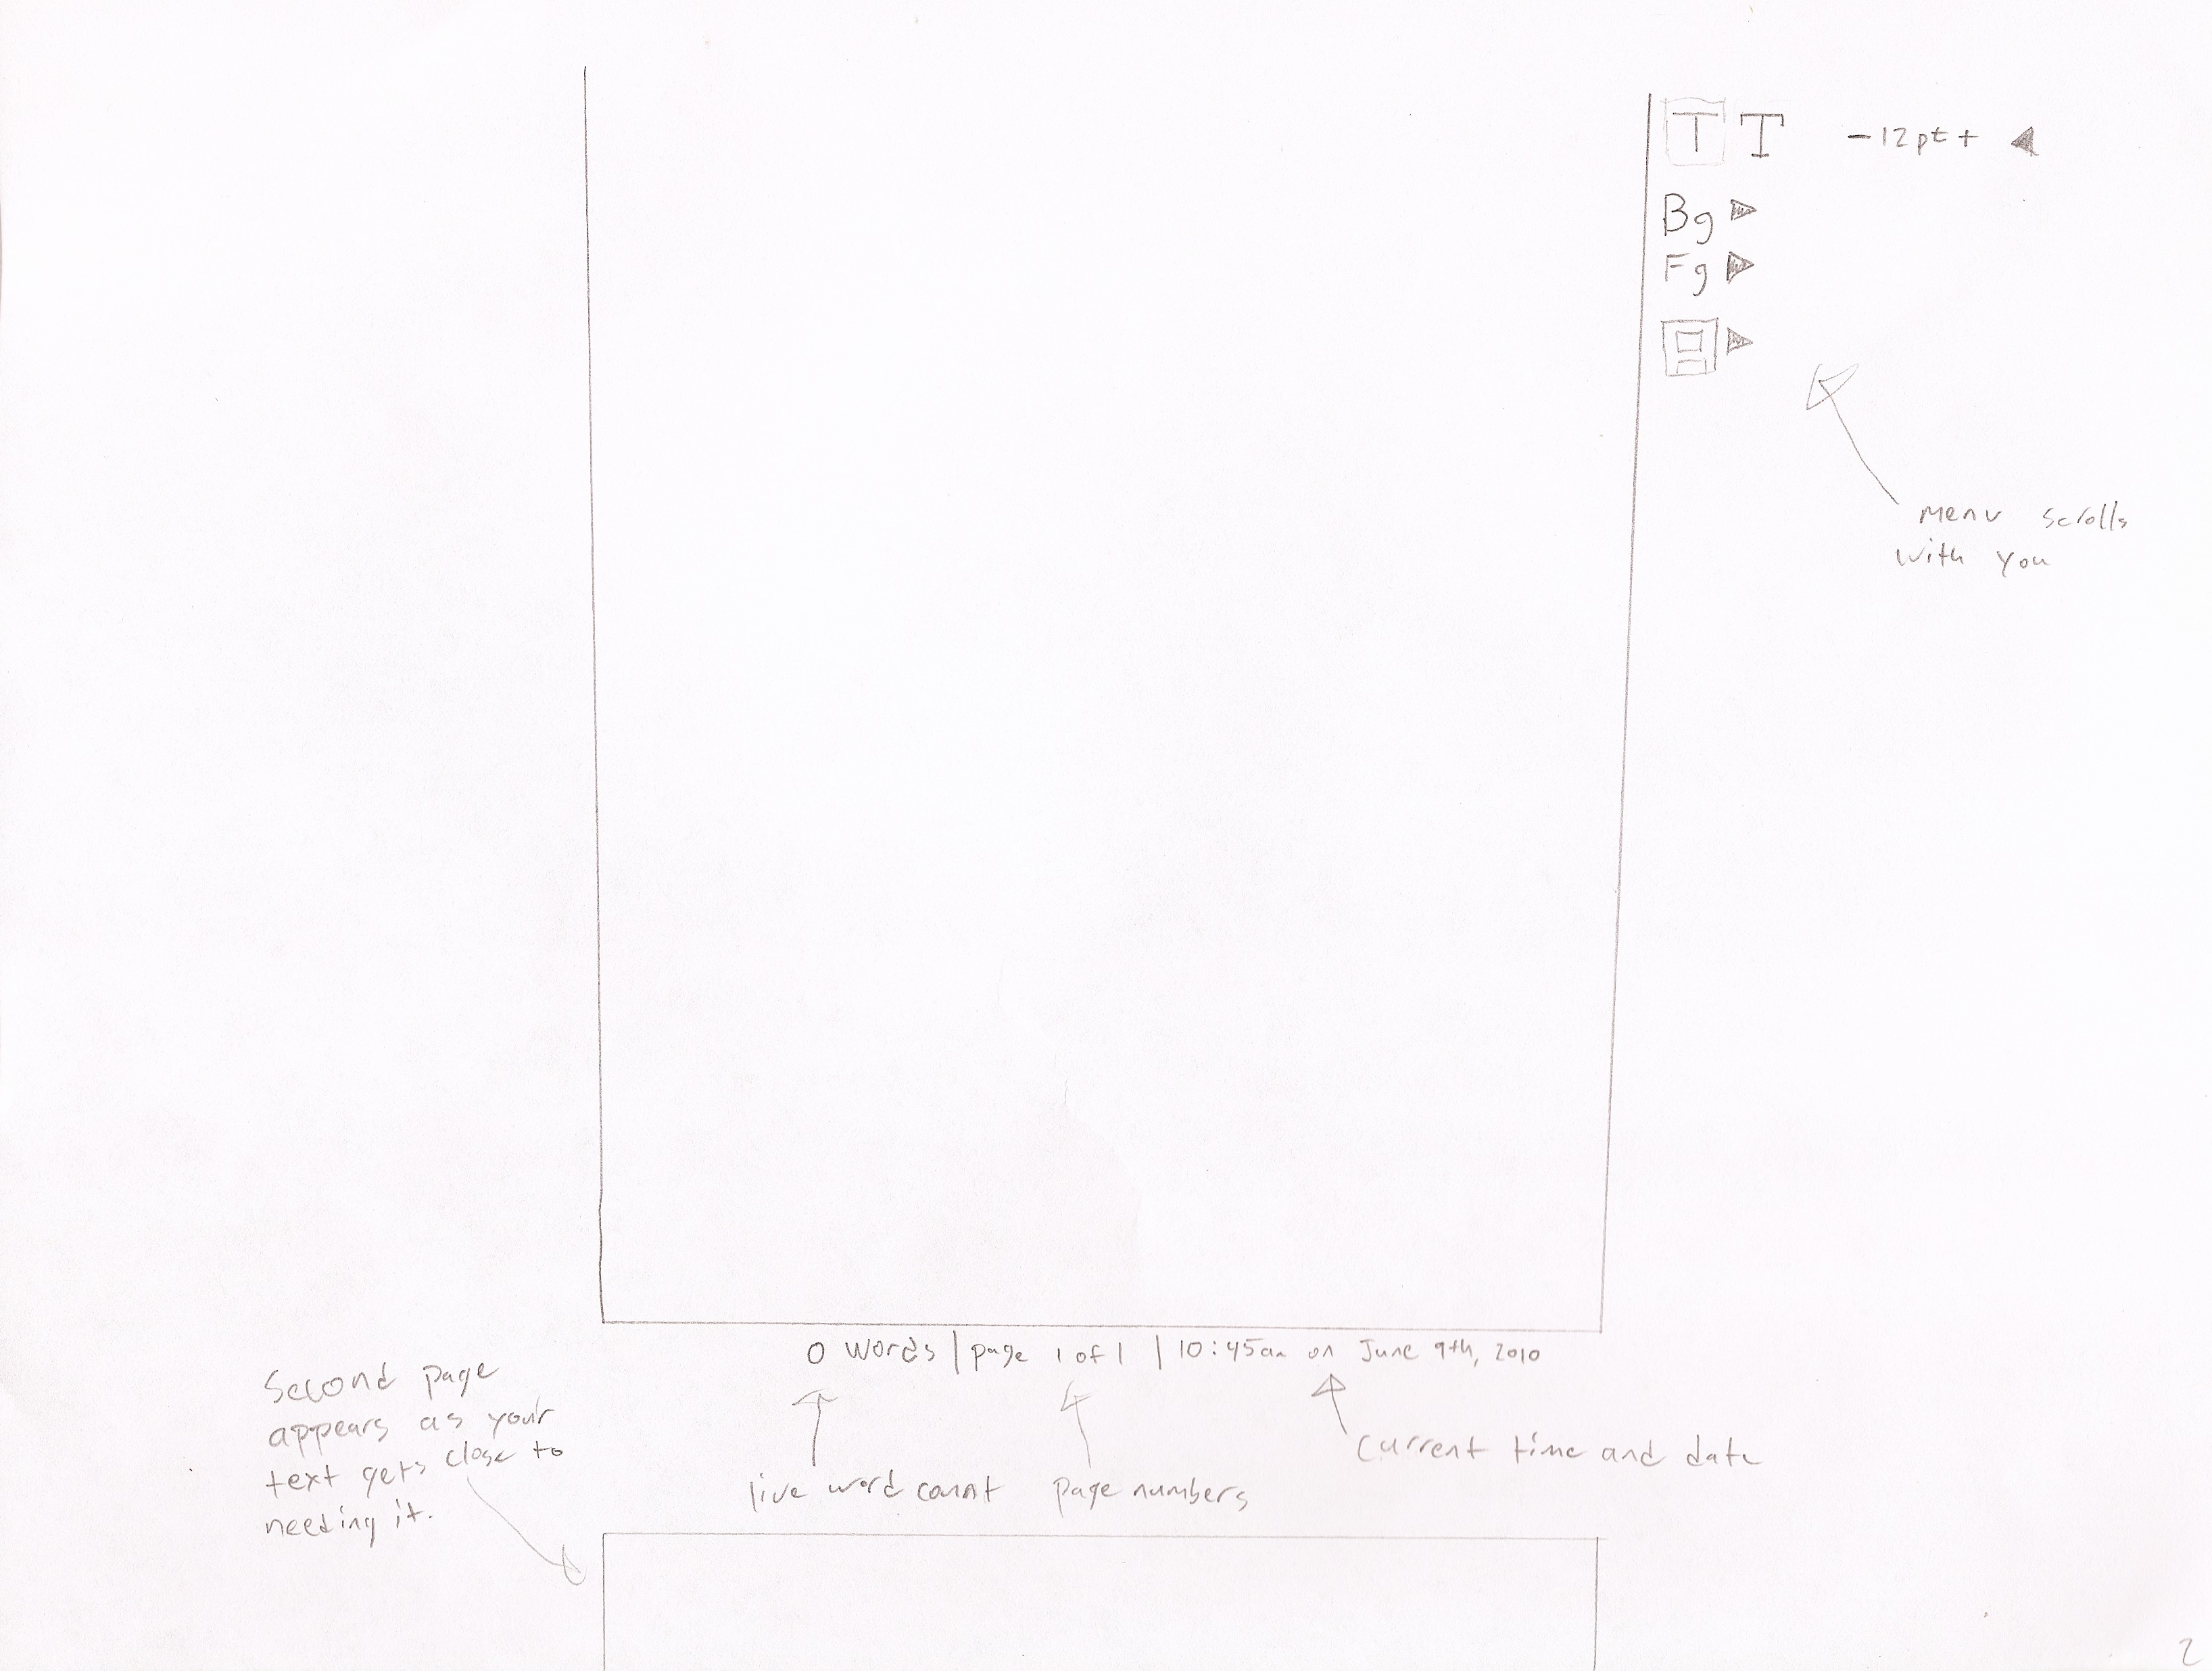 T T - 12pt +
Bg
Fg
menu scrolls
with you
0 words | page 1 of 1 | 10:45am on June 9th, 2010
Second page
appears as your
text gets close to
needing it.
live word count
page numbers
current time and date
2